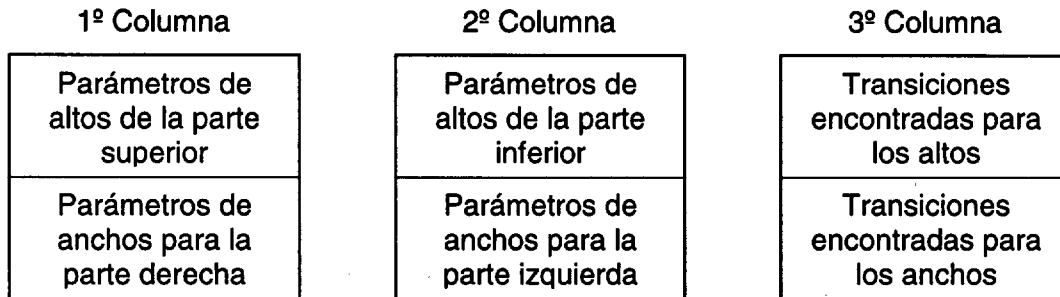 1º Columna
Parámetros de
altos de la parte
superior
Parámetros de
anchos para la
parte derecha
2º Columna
Parámetros de
altos de la parte
inferior
Parámetros de
anchos para la
parte izquierda
3º Columna
Transiciones
encontradas para
los altos
Transiciones
encontradas para
los anchos